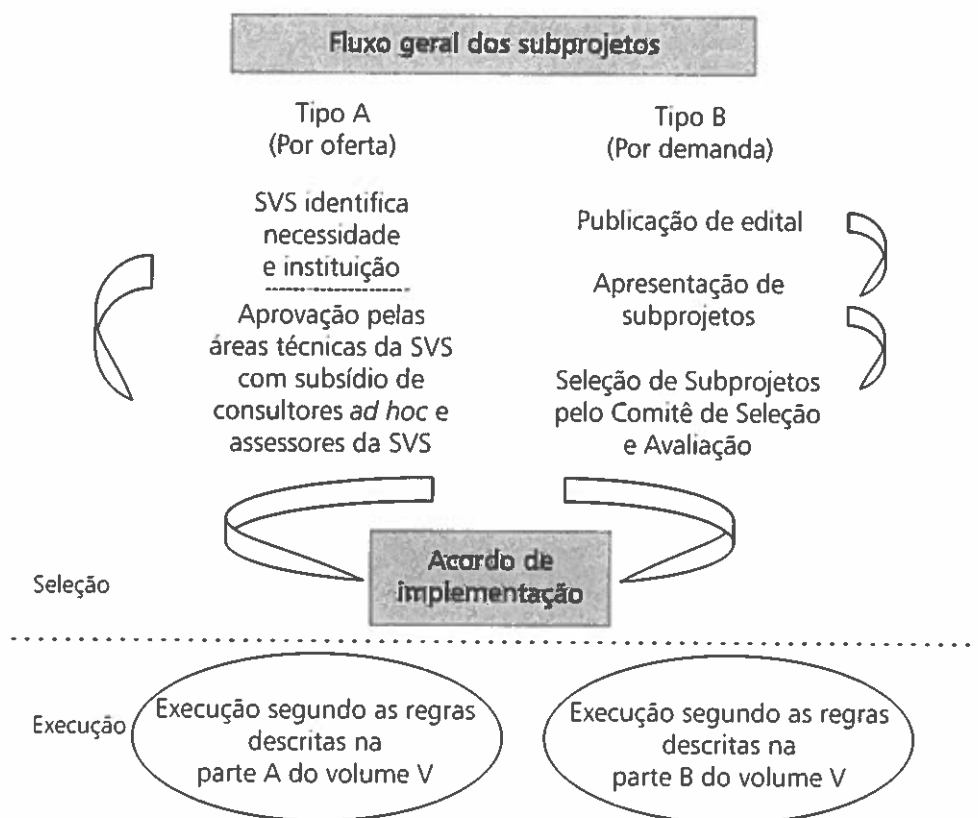 Fluxo geral dos subprojetos
Tipo A
(Por oferta)
SVS identifica
necessidade
e instituição
Aprovação pelas
áreas técnicas da SVS
com subsídio de
consultores ad hoc e
assessores da SVS
Tipo B
(Por demanda)
Publicação de edital
Apresentação de
subprojetos
Seleção de Subprojetos
pelo Comitê de Seleção
e Avaliação
Acordo de
implementação
Seleção
Execução
Execução segundo as regras
descritas na
parte A do volume V
Execução segundo as regras
descritas na
parte B do volume V